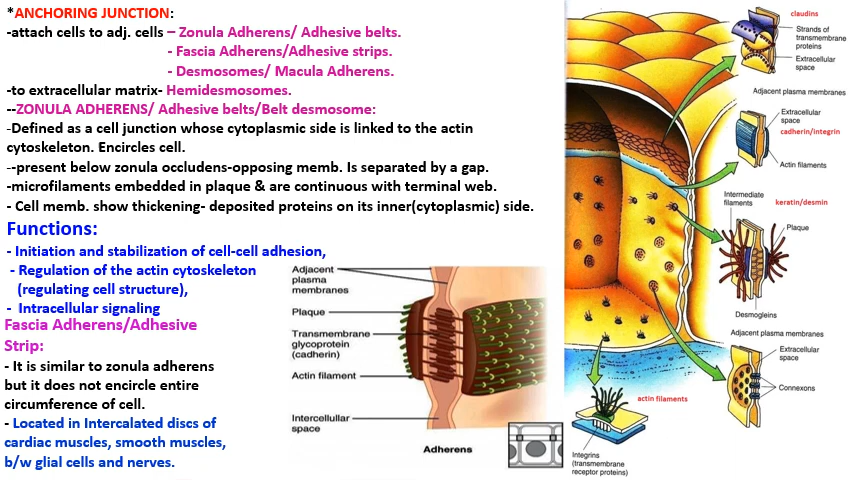 *ANCHORING JUNCTION:
-attach cells to adj. cells – Zonula Adherens/ Adhesive belts.
- Fascia Adherens/Adhesive strips.
- Desmosomes/ Macula Adherens.
-to extracellular matrix- Hemidesmosomes.
--ZONULA ADHERENS/ Adhesive belts/Belt desmosome:
-Defined as a cell junction whose cytoplasmic side is linked to the actin
cytoskeleton. Encircles cell.
--present below zonula occludens-opposing memb. Is separated by a gap.
-microfilaments embedded in plaque & are continuous with terminal web.
- Cell memb. show thickening- deposited proteins on its inner(cytoplasmic) side.
Functions:
- Initiation and stabilization of cell-cell adhesion,
- Regulation of the actin cytoskeleton
(regulating cell structure),
- Intracellular signaling
Fascia Adherens/Adhesive
Strip:
- It is similar to zonula adherens
but it does not encircle entire
circumference of cell.
- Located in Intercalated discs of
cardiac muscles, smooth muscles,
b/w glial cells and nerves.
Adjacent
plasma
membranes
Plaque
Transmembrane
glycoprotein
(cadherin)
Actin filament
Intercellular
space
Adherens
claudins
Strands of
transmembrane
proteins
Extracellular
space
Adjacent plasma membranes
Extracellular
space
cadherin/integrin
Actin filaments
Intermediate
filaments
keratin/desmin
Plaque
Desmogleins
Adjacent plasma membranes
Extracellular
space
Connexons
actin filaments
Integrins
(transmembrane
receptor proteins)